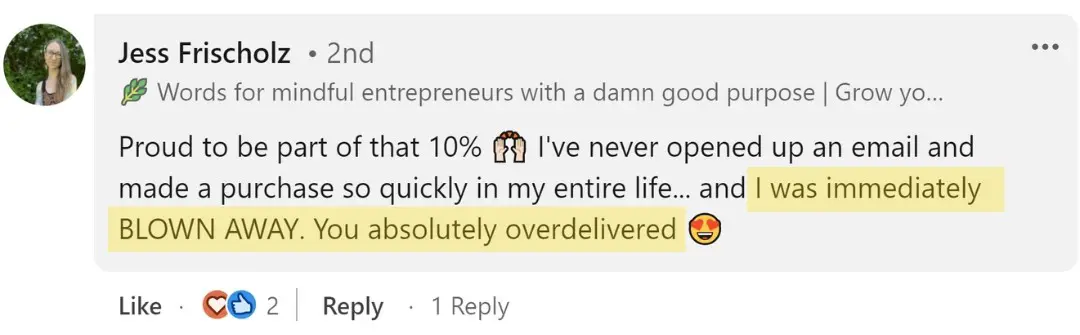 Jess Frischolz • 2nd
🌿 Words for mindful entrepreneurs with a damn good purpose | Grow yo...
Proud to be part of that 10% 🙌🏻 I've never opened up an email and
made a purchase so quickly in my entire life... and I was immediately
BLOWN AWAY. You absolutely overdelivered 😍
Like · 2 | Reply · 1 Reply